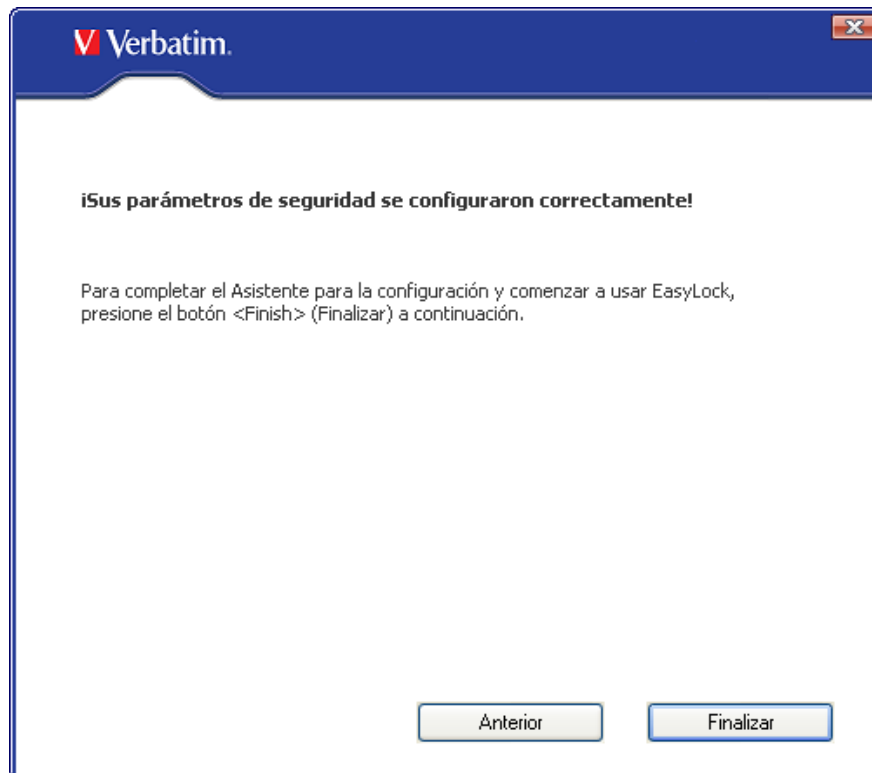 Verbatim.
¡Sus parámetros de seguridad se configuraron correctamente!
Para completar el Asistente para la configuración y comenzar a usar EasyLock,
presione el botón <Finish> (Finalizar) a continuación.
Anterior
Finalizar